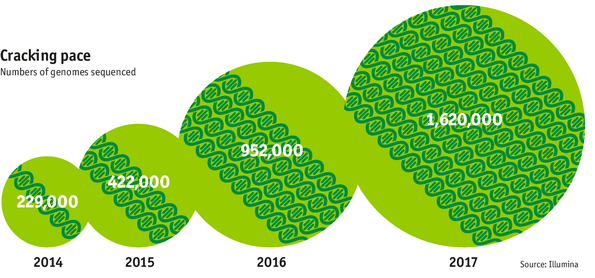 Cracking pace
Numbers of genomes sequenced
229,000
422,000
952,000
1,620,000
2014
2015
2016
2017
Source: Illumina